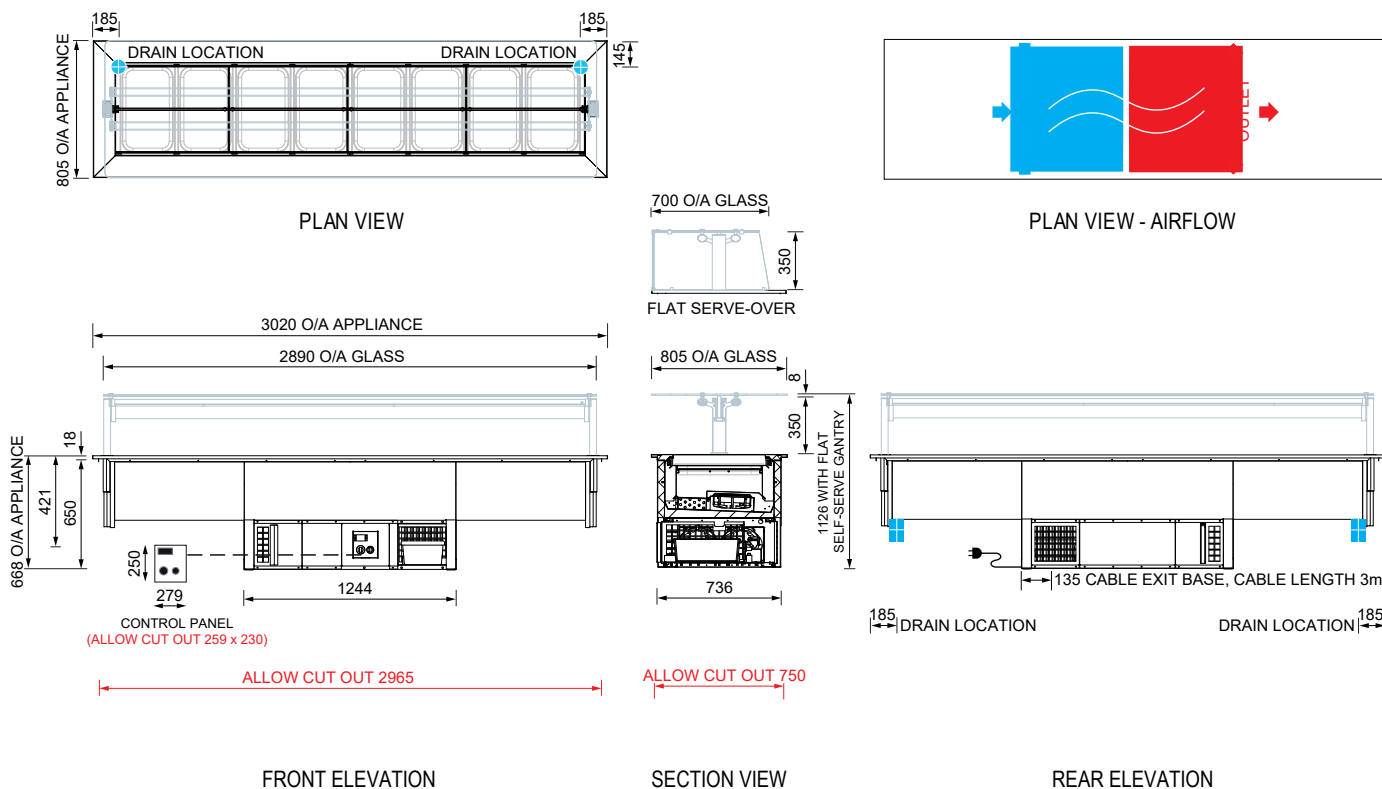 185
185
DRAIN LOCATION
DRAIN LOCATION
145
805 O/A APPLIANCE
PLAN VIEW
OUTLET
PLAN VIEW - AIRFLOW
700 O/A GLASS
350
FLAT SERVE-OVER
3020 O/A APPLIANCE
2890 O/A GLASS
18
668 O/A APPLIANCE
421
650
250
279
CONTROL PANEL
(ALLOW CUT OUT 259 x 230)
1244
ALLOW CUT OUT 2965
FRONT ELEVATION
805 O/A GLASS
8
350
1126 WITH FLAT
SELF-SERVE GANTRY
736
ALLOW CUT OUT 750
SECTION VIEW
135 CABLE EXIT BASE, CABLE LENGTH 3m
185
DRAIN LOCATION
DRAIN LOCATION
185
REAR ELEVATION